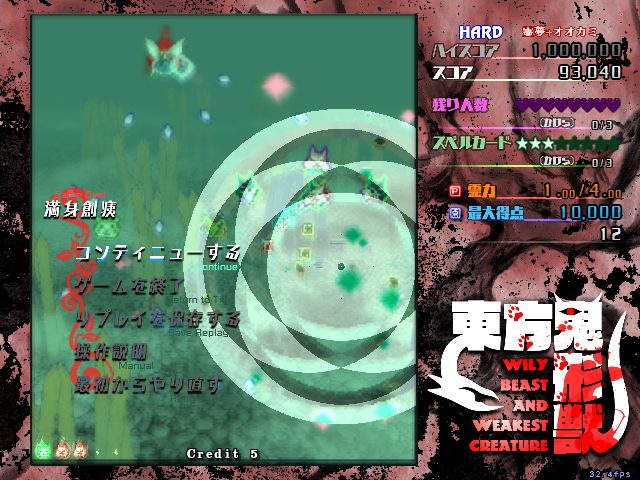 HARD 霊夢+オオカミ
ハイスコア 1,000,000
スコア 93,040
残り人数
(かけら) 0/3
スペルカード ★★★
(かけら) 0/3
霊力 1.00/4.00
最大得点 10,000
12
満身創痍
コンティニューする
Continue
ゲームを終了
Return to Ti
リプレイを保存する
Save Replay
操作説明
Manual
最初からやり直す
Credit 5
東方鬼形獣
WILY
BEAST
AND
WEAKEST
CREATURE
32.4fps